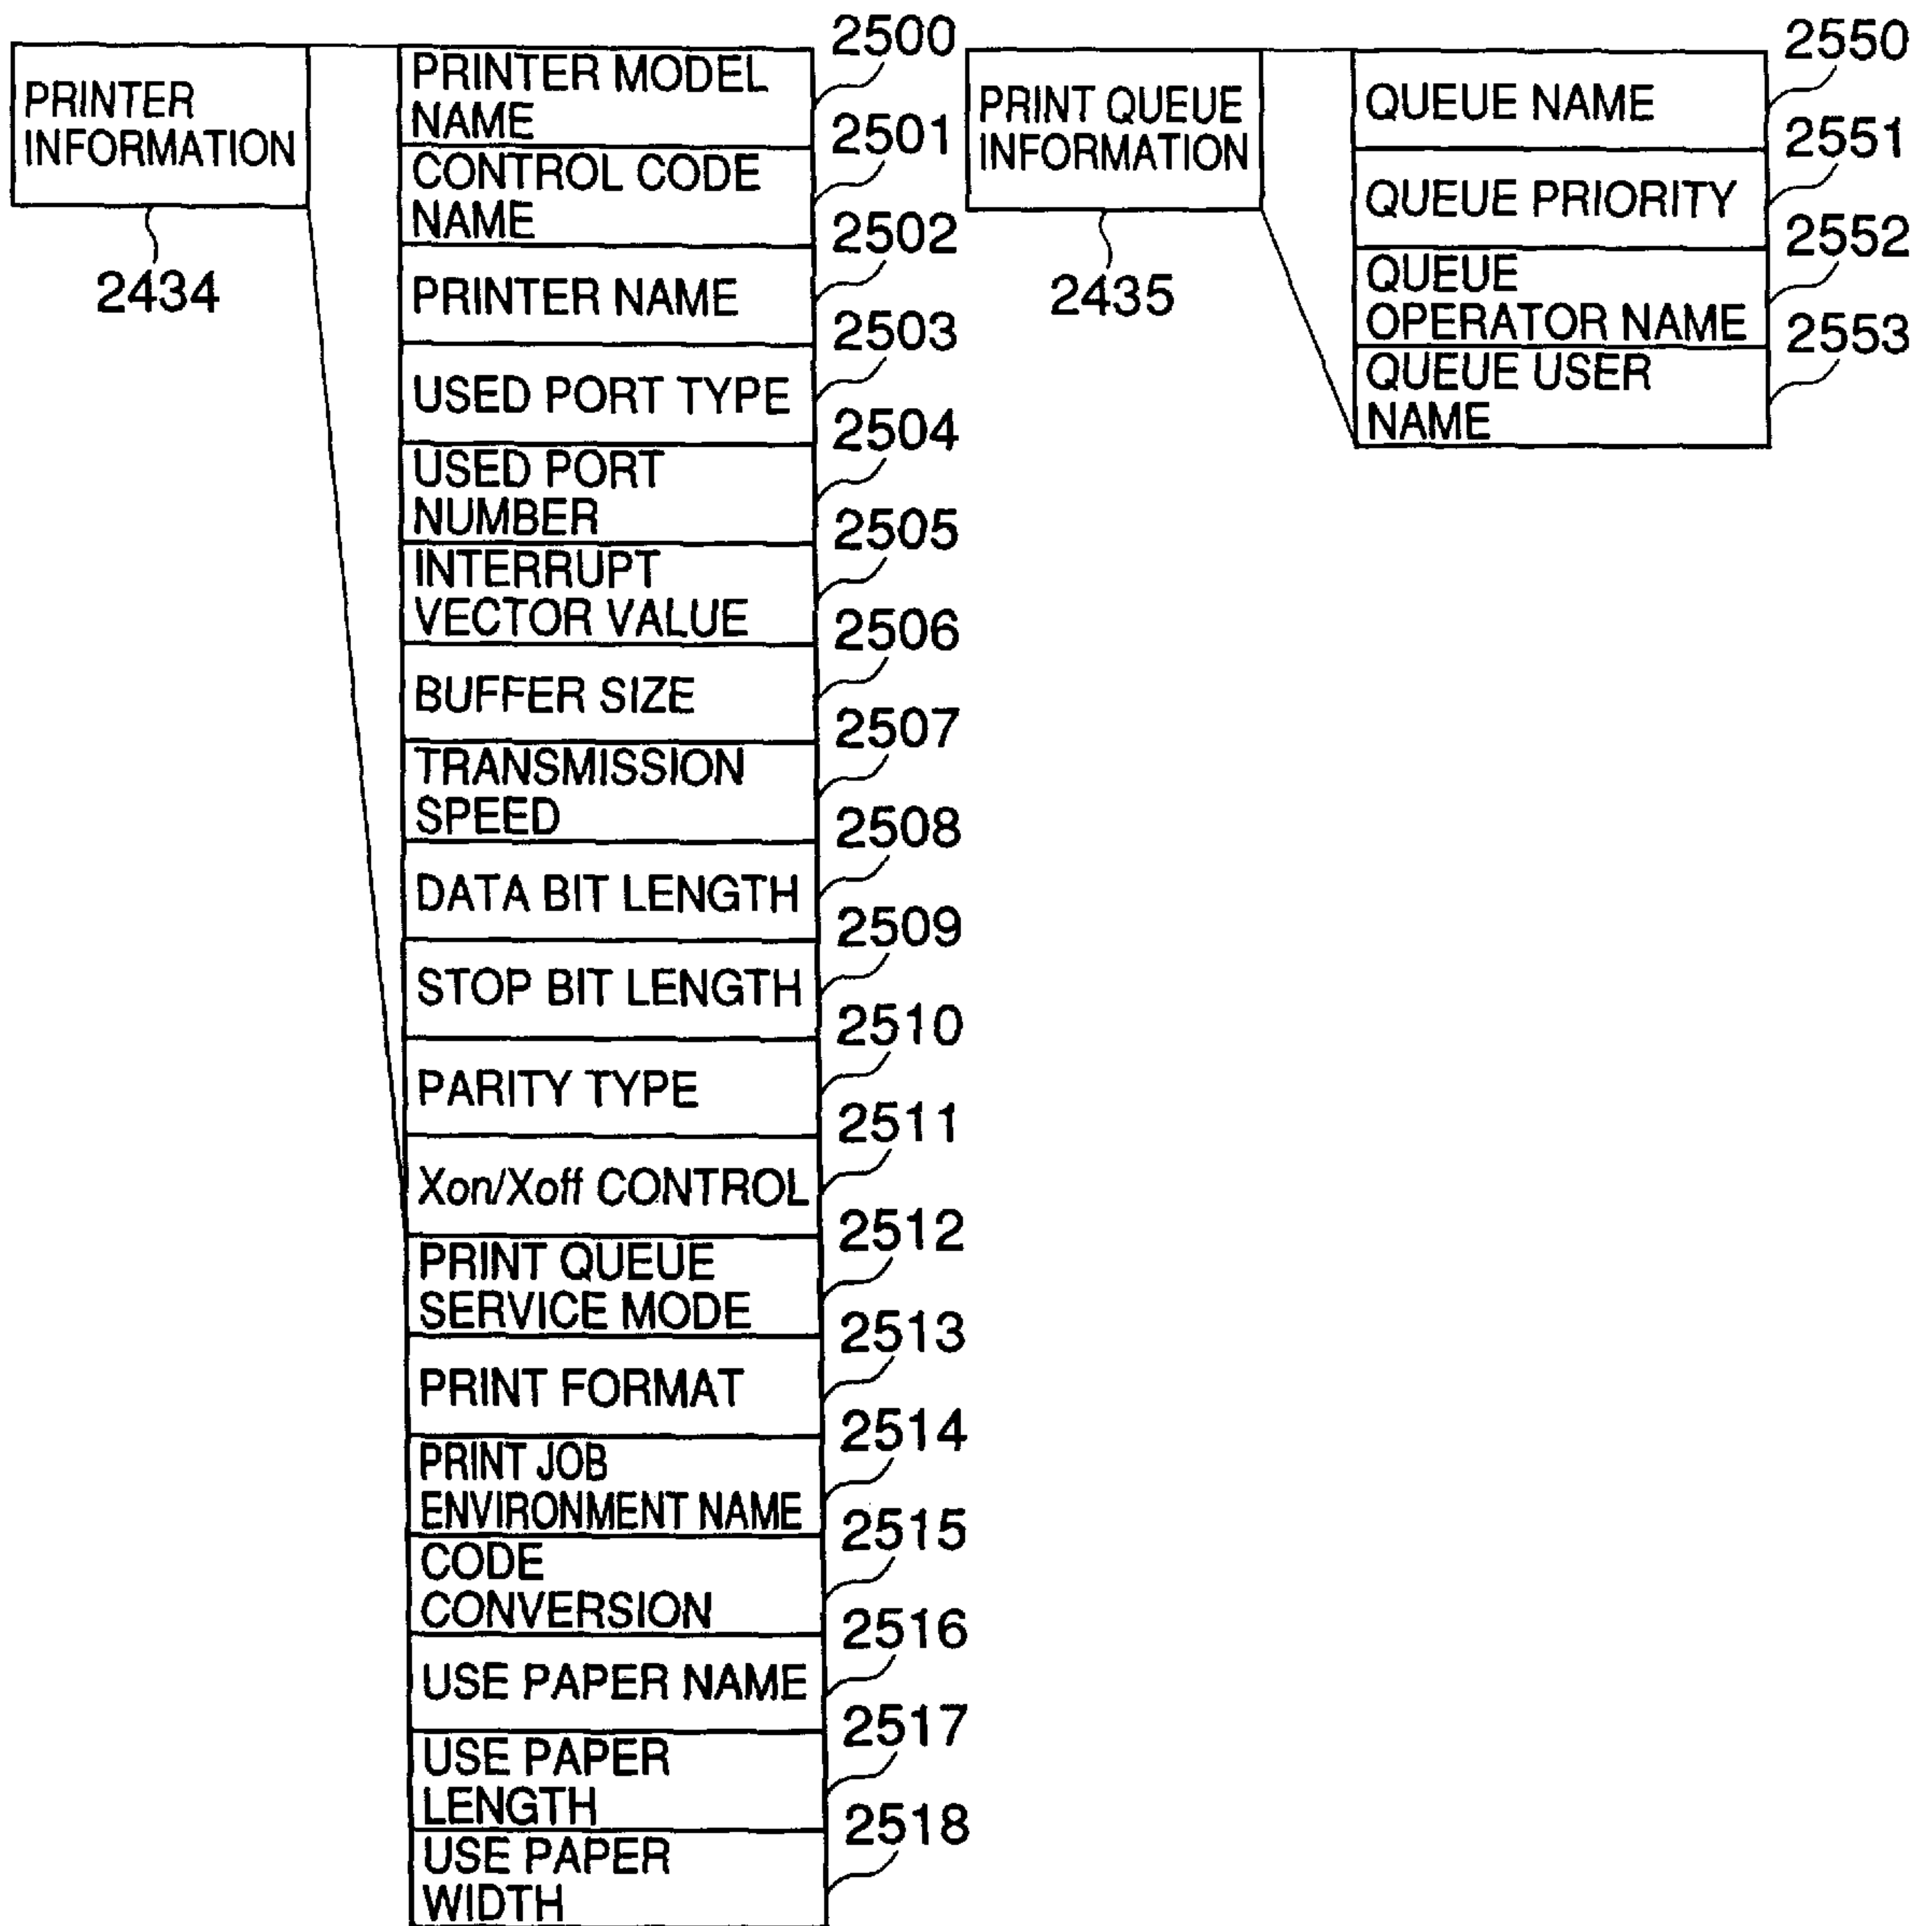 PRINTER
INFORMATION
2434
PRINTER MODEL
NAME
2500
CONTROL CODE
NAME
2501
PRINTER NAME
2502
USED PORT TYPE
2503
USED PORT
NUMBER
2504
INTERRUPT
VECTOR VALUE
2505
BUFFER SIZE
2506
TRANSMISSION
SPEED
2507
DATA BIT LENGTH
2508
STOP BIT LENGTH
2509
PARITY TYPE
2510
Xon/Xoff CONTROL
2511
PRINT QUEUE
SERVICE MODE
2512
PRINT FORMAT
2513
PRINT JOB
ENVIRONMENT NAME
2514
CODE
CONVERSION
2515
USE PAPER NAME
2516
USE PAPER
LENGTH
2517
USE PAPER
WIDTH
2518
PRINT QUEUE
INFORMATION
2435
QUEUE NAME
2550
QUEUE PRIORITY
2551
QUEUE
OPERATOR NAME
2552
QUEUE USER
NAME
2553